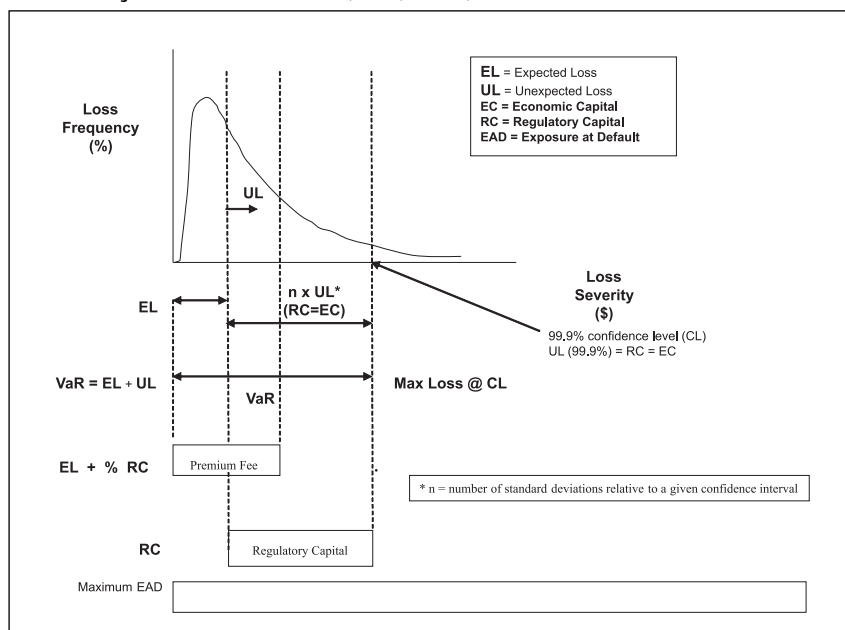 EL = Expected Loss
UL = Unexpected Loss
EC = Economic Capital
RC = Regulatory Capital
EAD = Exposure at Default
Loss
Frequency
(%)
UL
EL
n x UL*
(RC=EC)
Loss
Severity
($)
99.9% confidence level (CL)
UL (99.9%) = RC = EC
VaR = EL + UL
VaR
Max Loss @ CL
EL + % RC
Premium Fee
* n = number of standard deviations relative to a given confidence interval
RC
Regulatory Capital
Maximum EAD